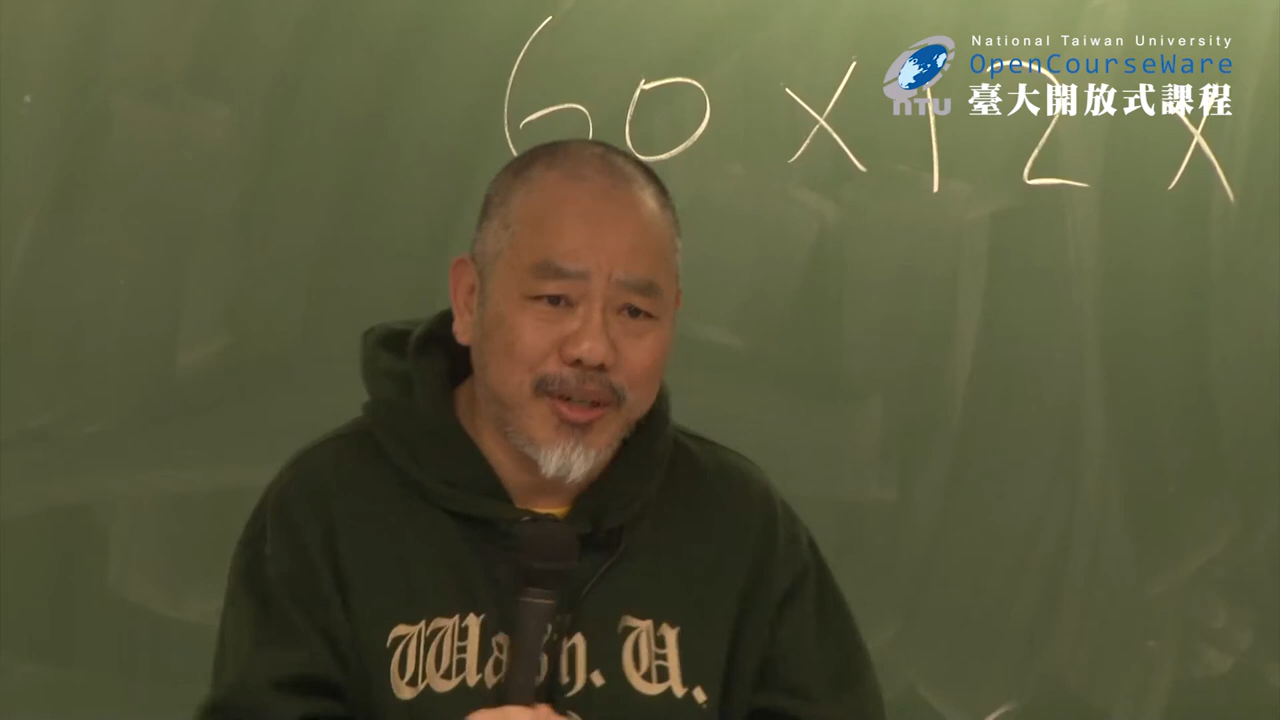 National Taiwan University
OpenCourseWare
NTU 臺大開放式課程
60 x 12 x
Wash. U.